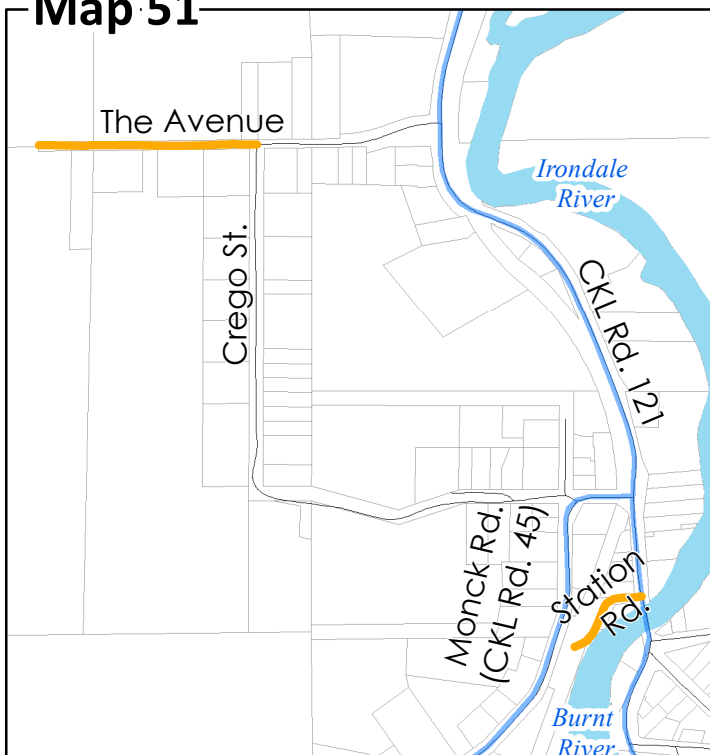 Map 51
The Avenue
Irondale
River
Crego St.
CKL Rd. 121
Monck Rd.
(CKL Rd. 45)
Station
Rd.
Burnt
River